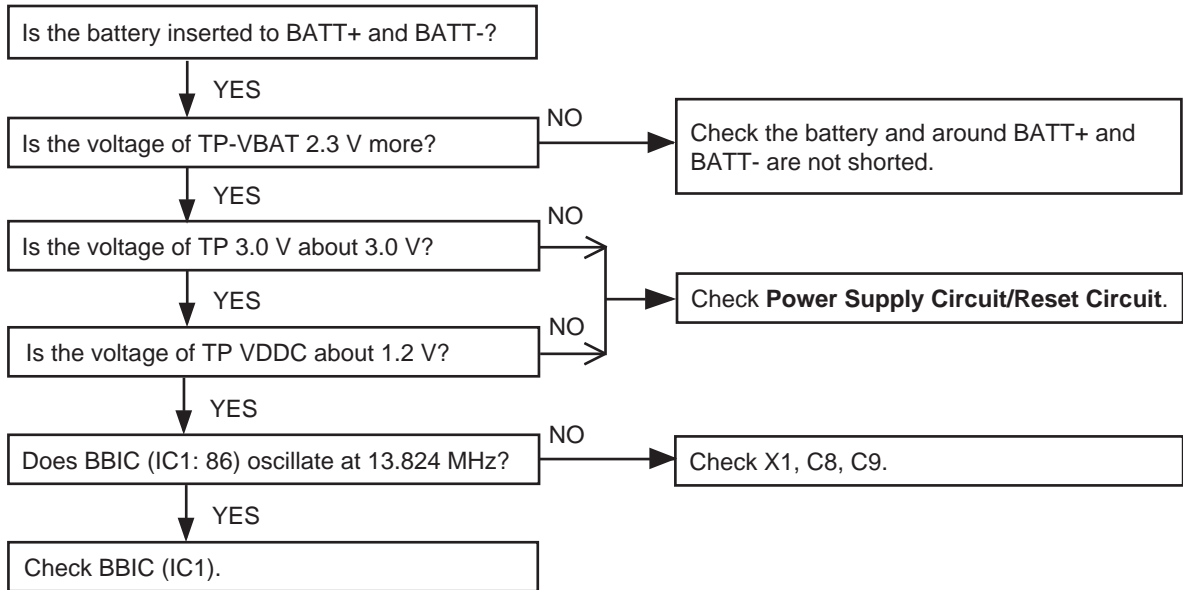 Is the battery inserted to BATT+ and BATT-?
YES
Is the voltage of TP-VBAT 2.3 V more?
NO
Check the battery and around BATT+ and
BATT- are not shorted.
YES
Is the voltage of TP 3.0 V about 3.0 V?
NO
YES
Check Power Supply Circuit/Reset Circuit.
NO
Is the voltage of TP VDDC about 1.2 V?
YES
Does BBIC (IC1: 86) oscillate at 13.824 MHz?
NO
Check X1, C8, C9.
YES
Check BBIC (IC1).